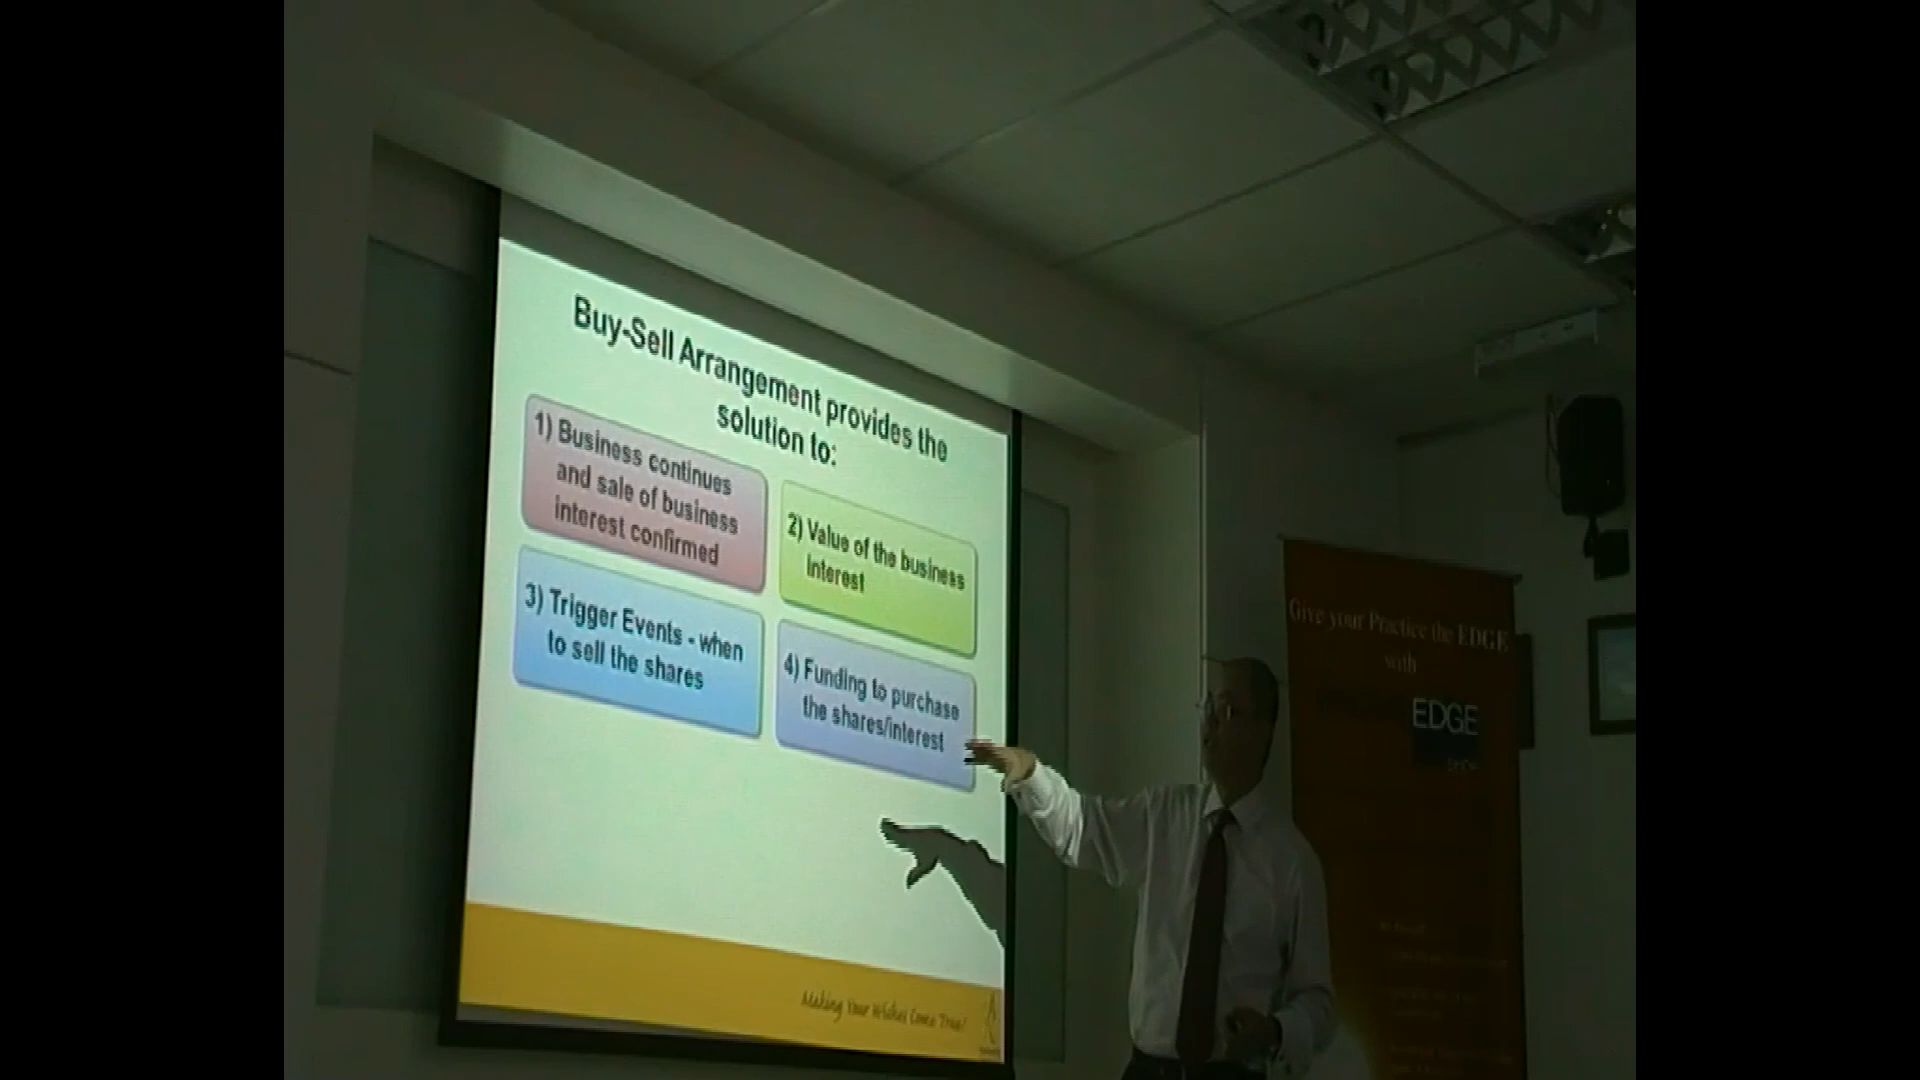 Buy-Sell Arrangement provides the
solution to:
1) Business continues
and sale of business
interest confirmed
2) Value of the business
interest
3) Trigger Events - when
to sell the shares
4) Funding to purchase
the shares/interest
Making Your Wishes Come True!
Give your Practice the EDGE
with
EDGE